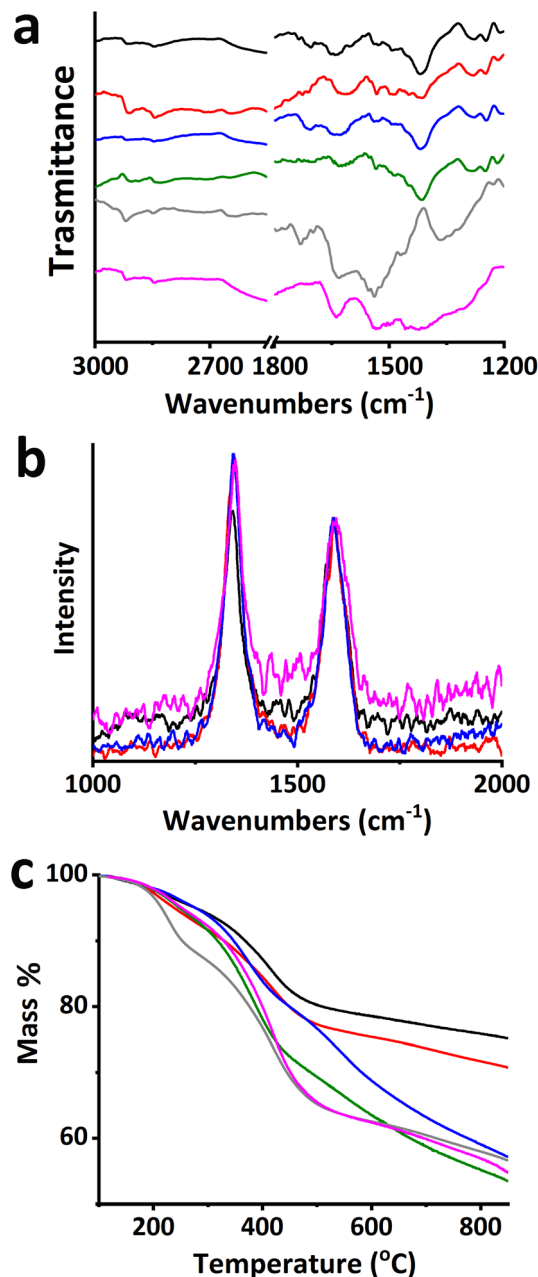 a
Trasmittance
3000 2700 1800 1500 1200
Wavenumbers (cm⁻¹)
b
Intensity
1000 1500 2000
Wavenumbers (cm⁻¹)
c
100
80
60
Mass %
200 400 600 800
Temperature (⁰C)